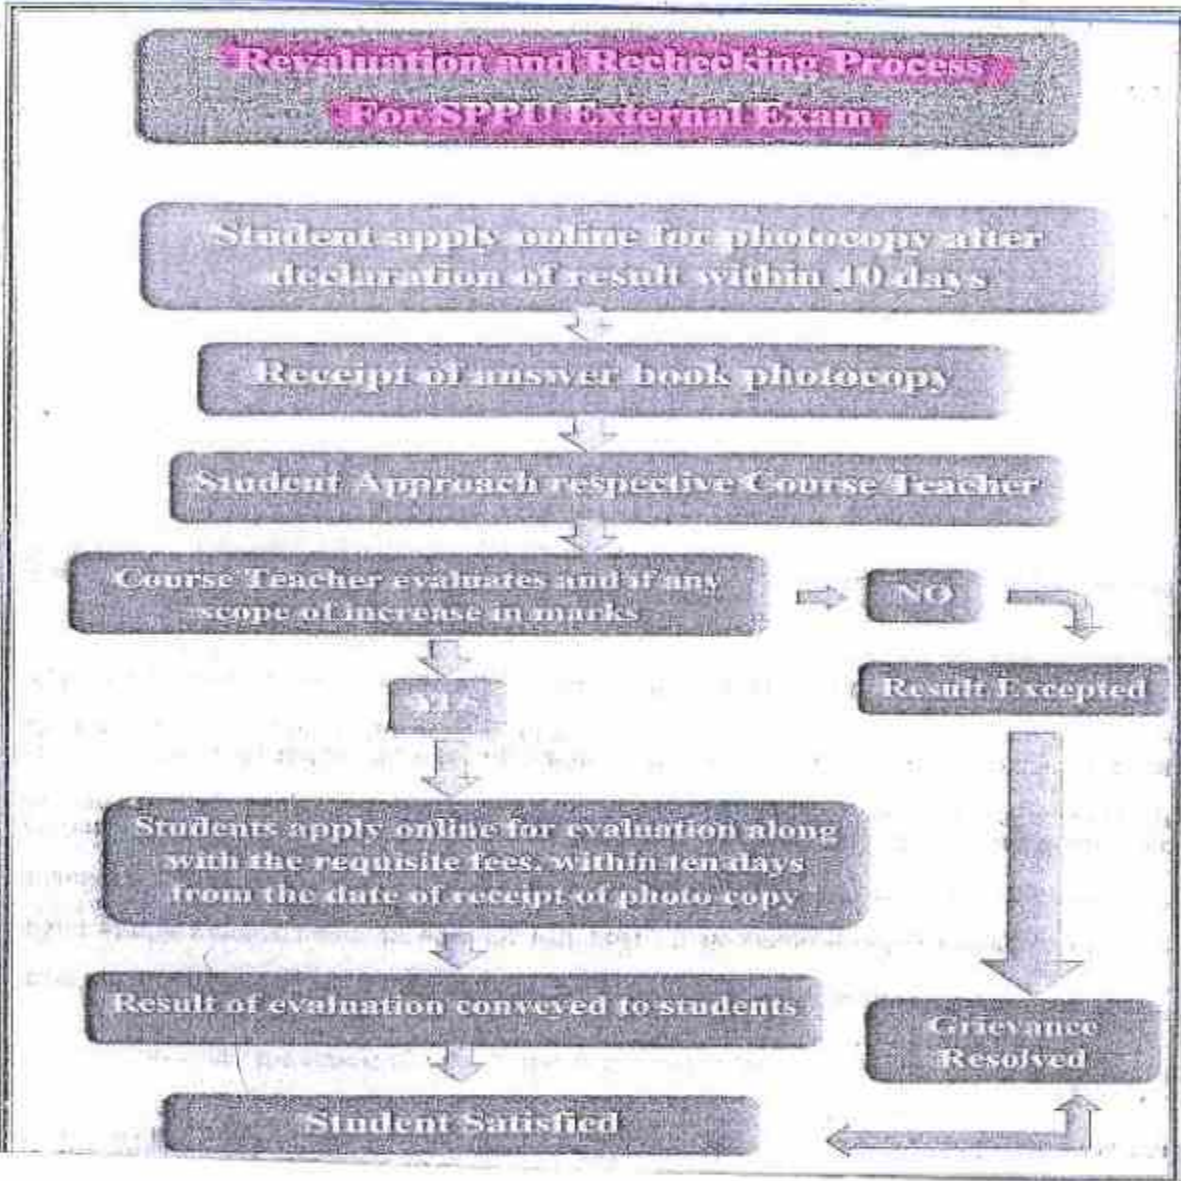 Revaluation and Rechecking Process
For SPPU External Exam
Student apply online for photocopy after
declaration of result within 10 days
Receipt of answer book photocopy
Student Approach respective Course Teacher
Course Teacher evaluates and if any
scope of increase in marks
NO
Result Excepted
Students apply online for evaluation along
with the requisite fees, within ten days
from the date of receipt of photo copy
Result of evaluation conveyed to students
Grievance
Resolved
Student Satisfied